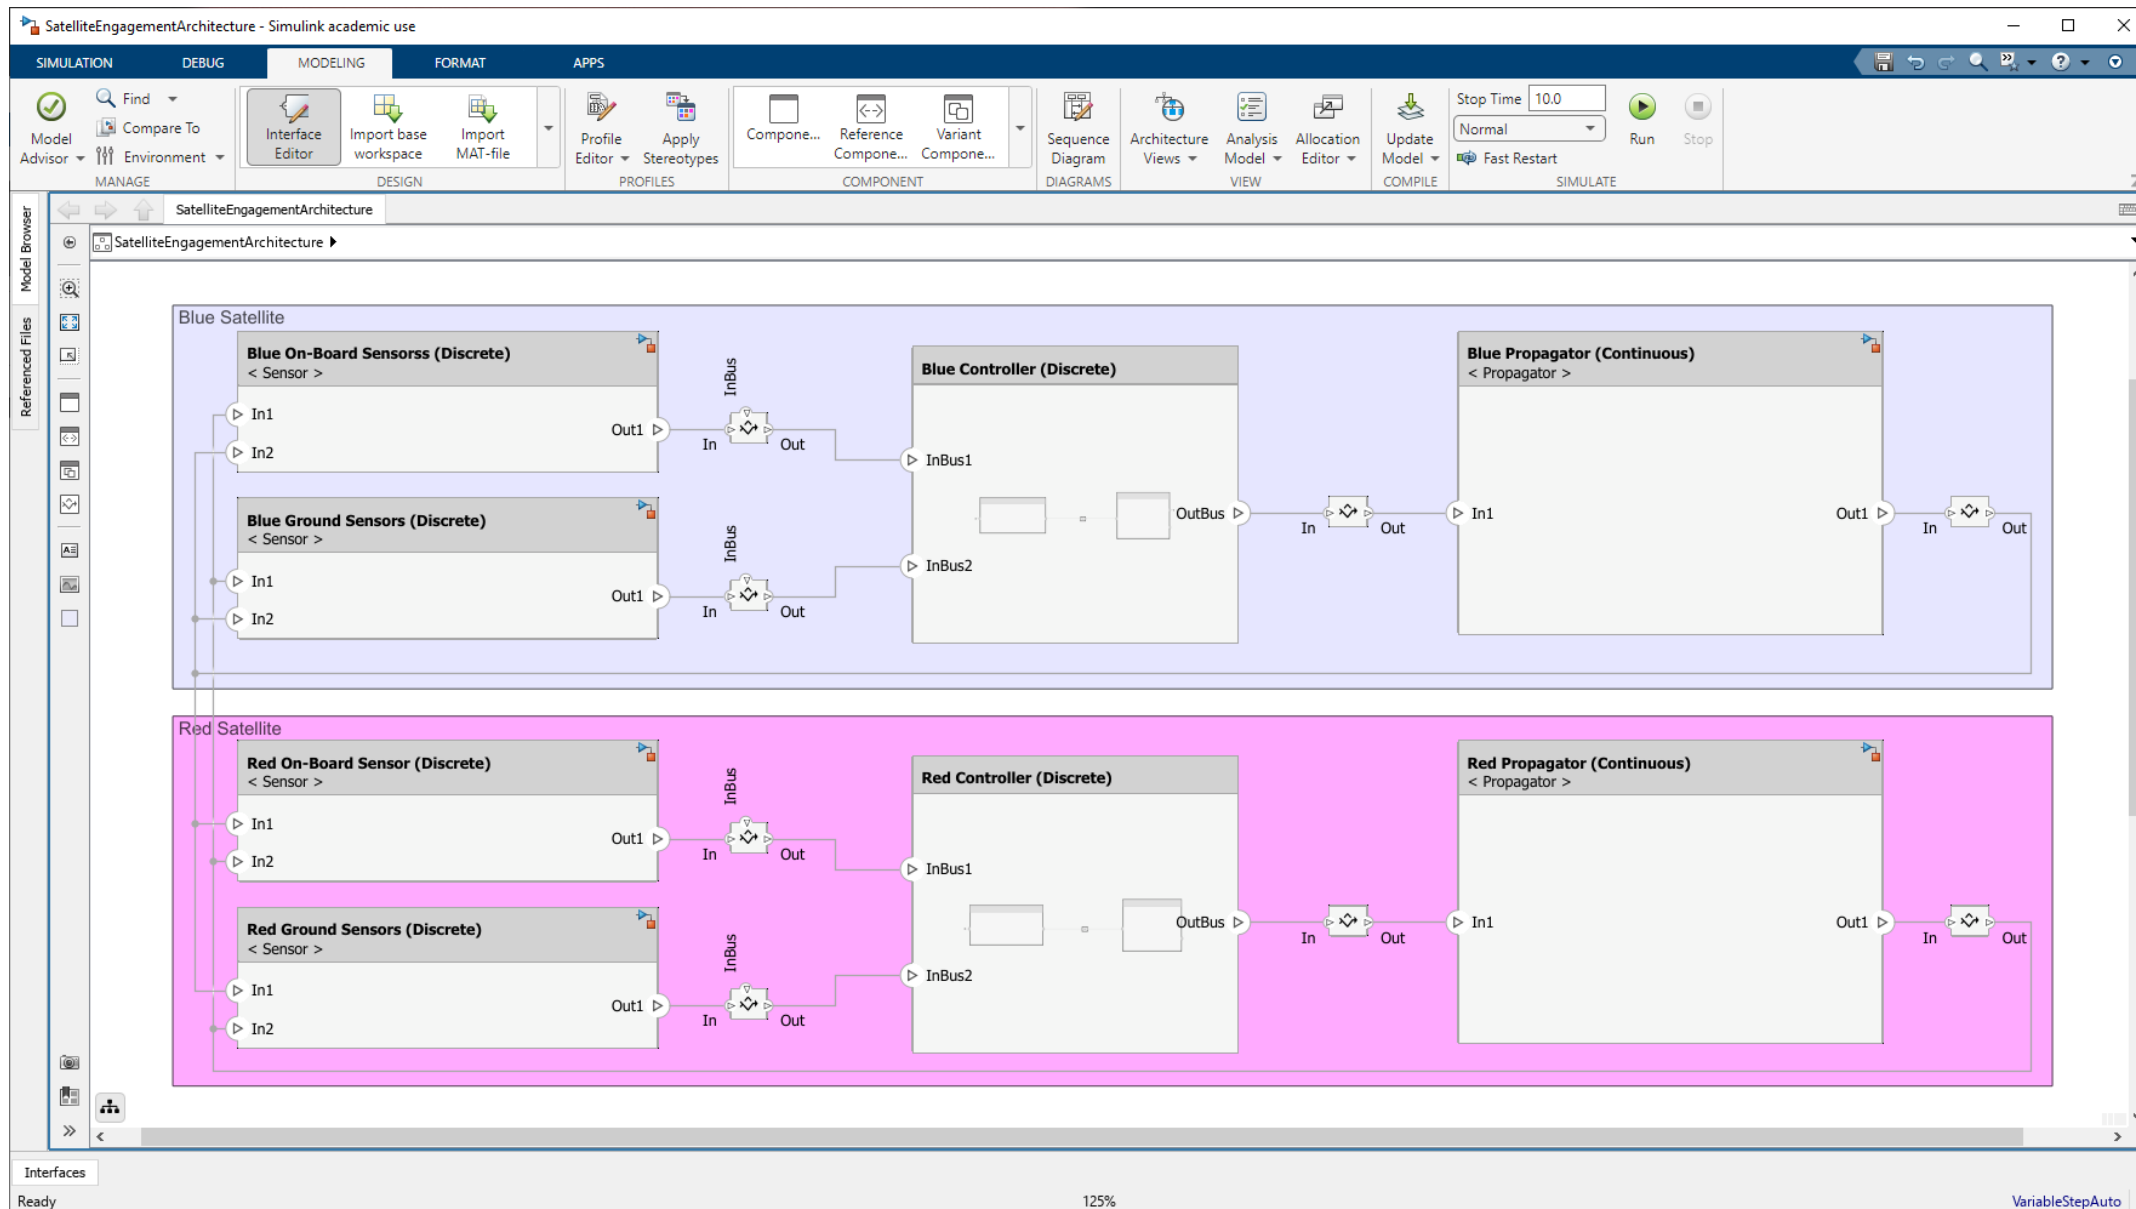 SatelliteEngagementArchitecture - Simulink academic use
SIMULATION DEBUG MODELING FORMAT APPS
Model Advisor
Find
Compare To
Environment
MANAGE
Interface Editor
Import base workspace
Import MAT-file
DESIGN
Profile Editor
Apply Stereotypes
PROFILES
Compone...
Reference Compone...
Variant Compone...
COMPONENT
Sequence Diagram
DIAGRAMS
Architecture Views
Analysis Model
Allocation Editor
VIEW
Update Model
COMPILE
Stop Time 10.0
Normal
Fast Restart
Run
Stop
SIMULATE
Model Browser
Referenced Files
SatelliteEngagementArchitecture
SatelliteEngagementArchitecture
Blue Satellite
Blue On-Board Sensorss (Discrete)
< Sensor >
In1
In2
Out1
InBus
In
Out
Blue Ground Sensors (Discrete)
< Sensor >
In1
In2
Out1
InBus
In
Out
Blue Controller (Discrete)
InBus1
InBus2
OutBus
In
Out
Blue Propagator (Continuous)
< Propagator >
In1
Out1
In
Out
Red Satellite
Red On-Board Sensor (Discrete)
< Sensor >
In1
In2
Out1
InBus
In
Out
Red Ground Sensors (Discrete)
< Sensor >
In1
In2
Out1
InBus
In
Out
Red Controller (Discrete)
InBus1
InBus2
OutBus
In
Out
Red Propagator (Continuous)
< Propagator >
In1
Out1
In
Out
Interfaces
Ready
125%
VariableStepAuto